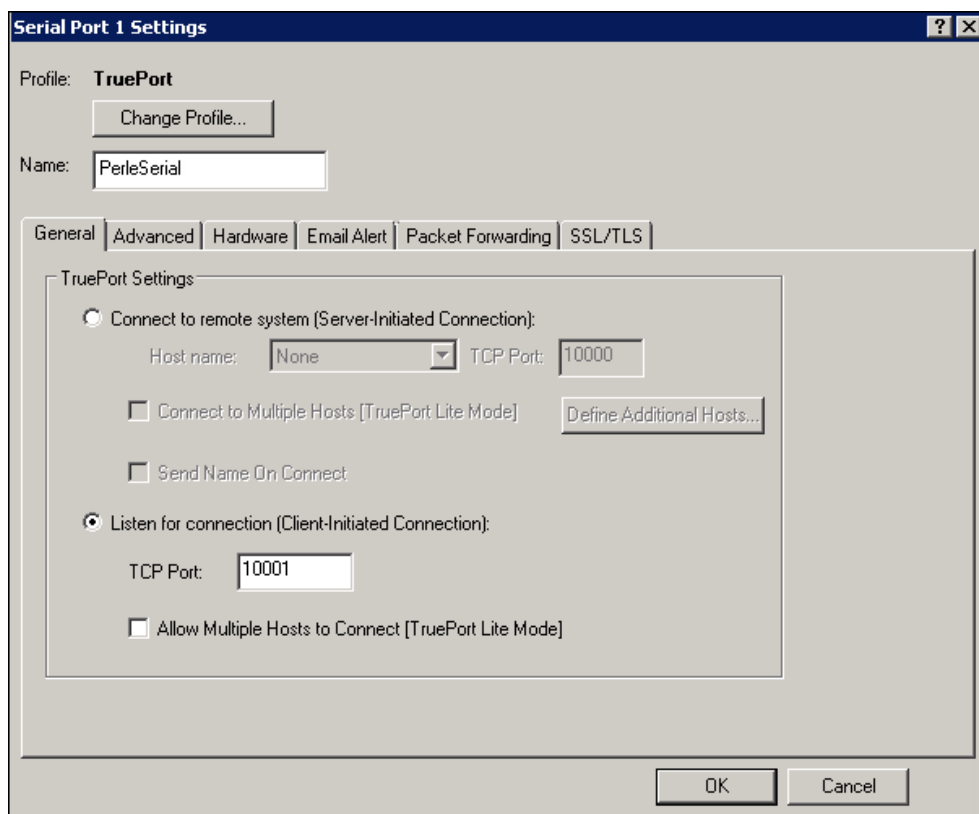 Serial Port 1 Settings
Profile: TruePort
Change Profile...
Name: PerleSerial
General Advanced Hardware Email Alert Packet Forwarding SSL/TLS
TruePort Settings
Connect to remote system (Server-Initiated Connection):
Host name: None TCP Port: 10000
Connect to Multiple Hosts [TruePort Lite Mode] Define Additional Hosts...
Send Name On Connect
Listen for connection (Client-Initiated Connection):
TCP Port: 10001
Allow Multiple Hosts to Connect [TruePort Lite Mode]
OK Cancel